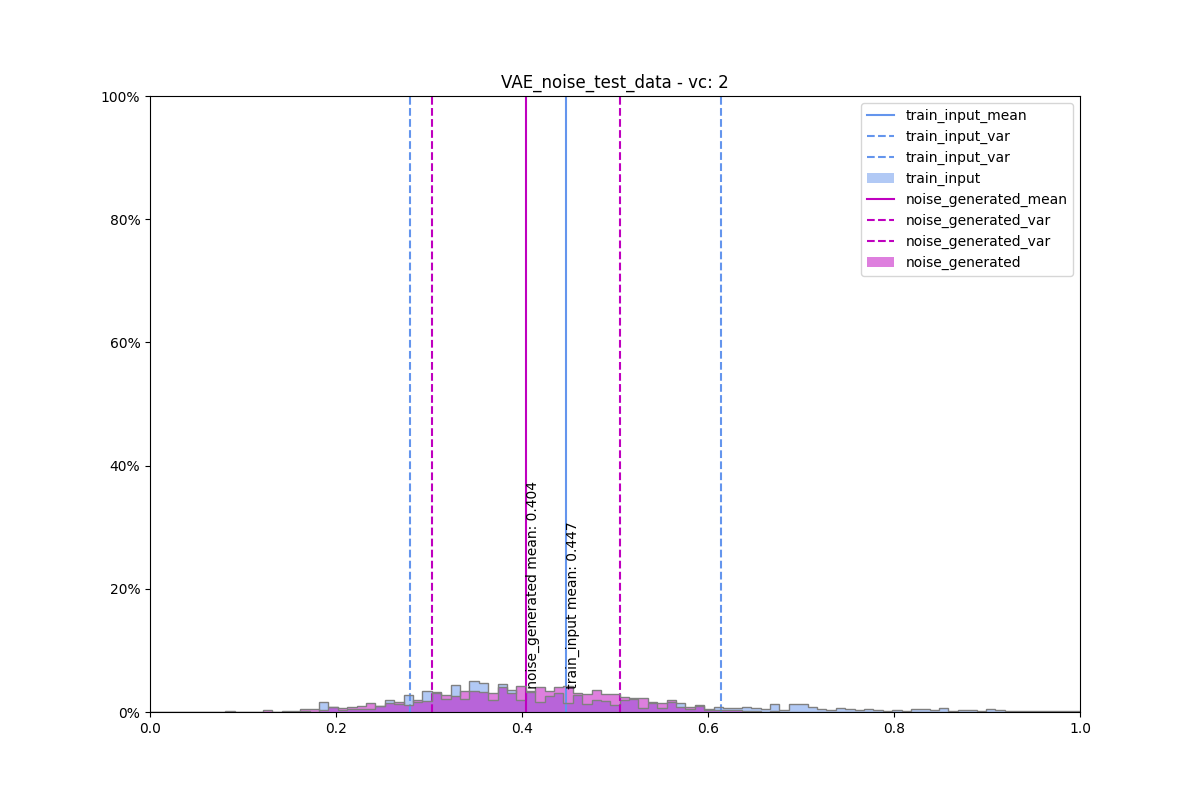 VAE_noise_test_data - vc: 2
100%
80%
60%
40%
20%
0%
train_input_mean
train_input_var
train_input_var
train_input
noise_generated_mean
noise_generated_var
noise_generated_var
noise_generated
noise_generated mean: 0.404
train_input mean: 0.447
0.0
0.2
0.4
0.6
0.8
1.0